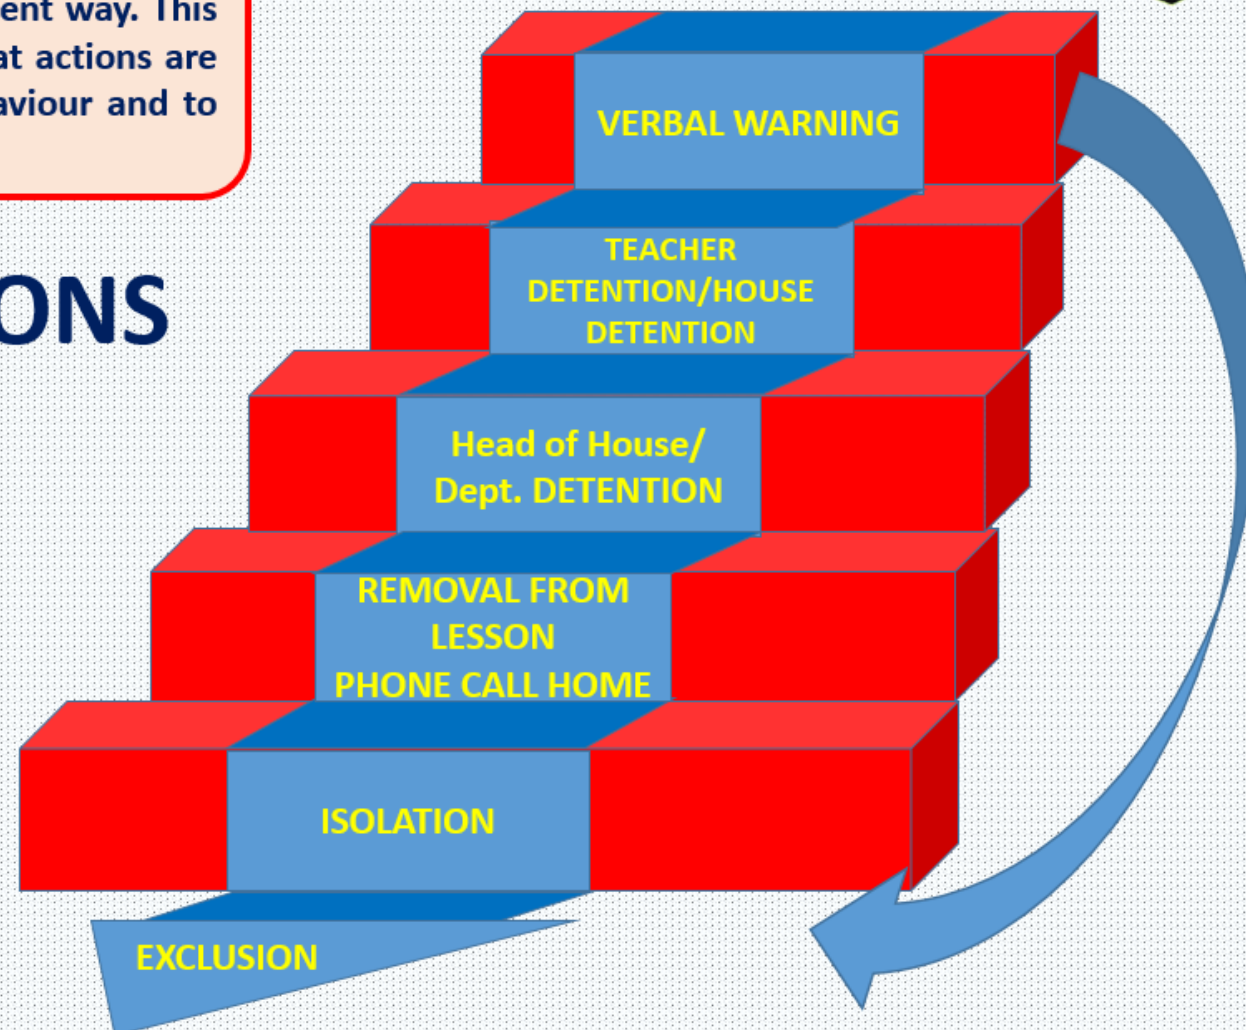 ent way. This
at actions are
aviour and to
ONS
VERBAL WARNING
TEACHER
DETENTION/HOUSE
DETENTION
Head of House/
Dept. DETENTION
REMOVAL FROM
LESSON
PHONE CALL HOME
ISOLATION
EXCLUSION